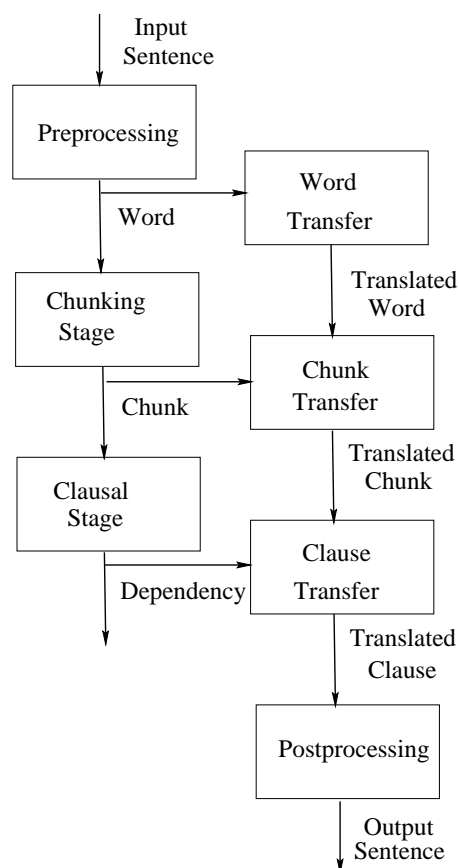 Input
Sentence
Preprocessing
Word
Word
Transfer
Translated
Word
Chunking
Stage
Chunk
Chunk
Transfer
Translated
Chunk
Clausal
Stage
Dependency
Clause
Transfer
Translated
Clause
Postprocessing
Output
Sentence